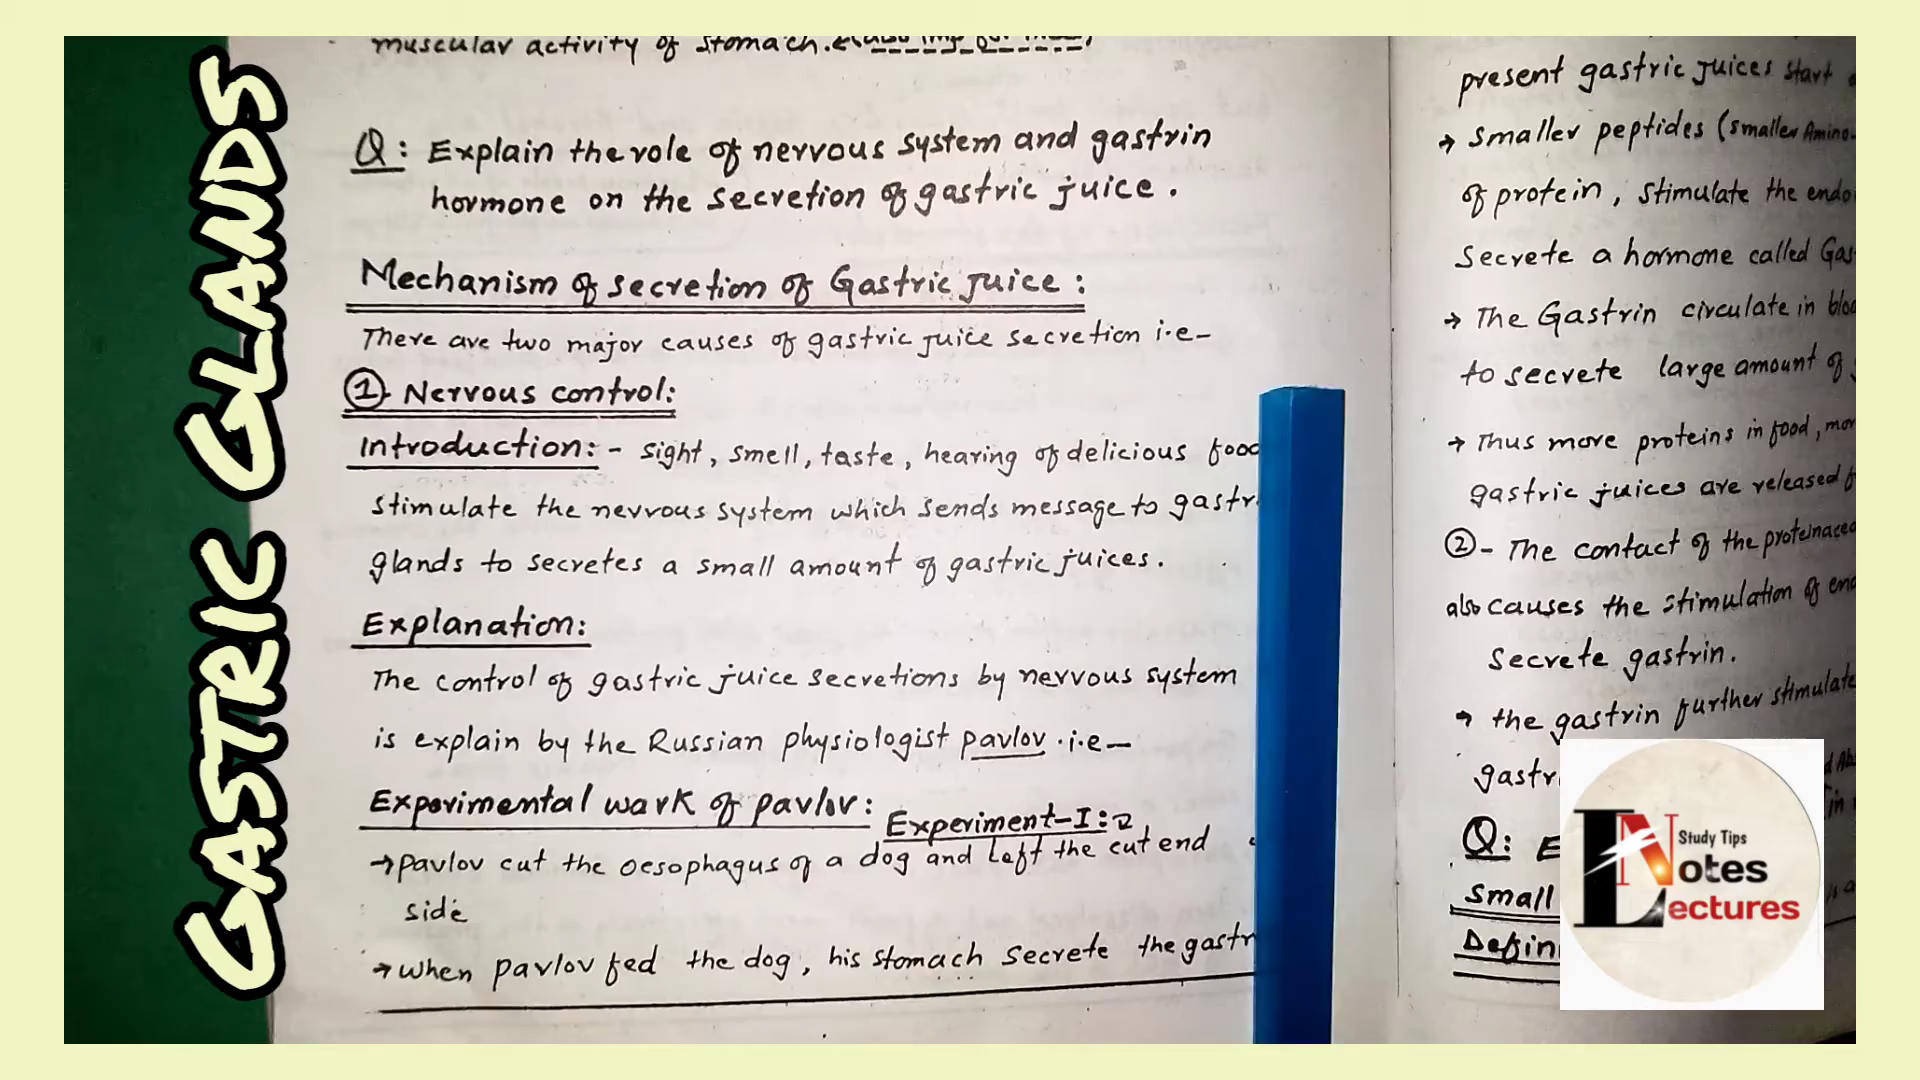 GASTRIC GLANDS
muscular activity of stomach.
Q: Explain the role of nervous system and gastrin
hormone on the secretion of gastric juice.
Mechanism of secretion of Gastric juice:
There are two major causes of gastric juice secretion i.e-
1. Nervous control:
Introduction:- sight, smell, taste, hearing of delicious food
stimulate the nevvous system which sends message to gastr
glands to secretes a small amount of gastric juices.
Explanation:
The control of gastric juice secretions by nervous system
is explain by the Russian physiologist pavlov.i.e-
Experimental work of pavlov: Experiment-I:
→pavlov cut the oesophagus of a dog and left the cut end
side
→when pavlov fed the dog, his stomach secrete the gastr
present gastric juices start
→ smaller peptides (smaller Amino-
of protein, stimulate the endo
secrete a hormone called Gas
→ The Gastrin circulate in bloo
to secrete large amount of
→ Thus more proteins in food, mor
gastric juices are released
2- The contact of the proteinaceo
also causes the stimulation of end
secrete gastrin.
→ the gastrin further stimulate
gastr
Q: E
small
Defin
Study Tips
Notes
Lectures